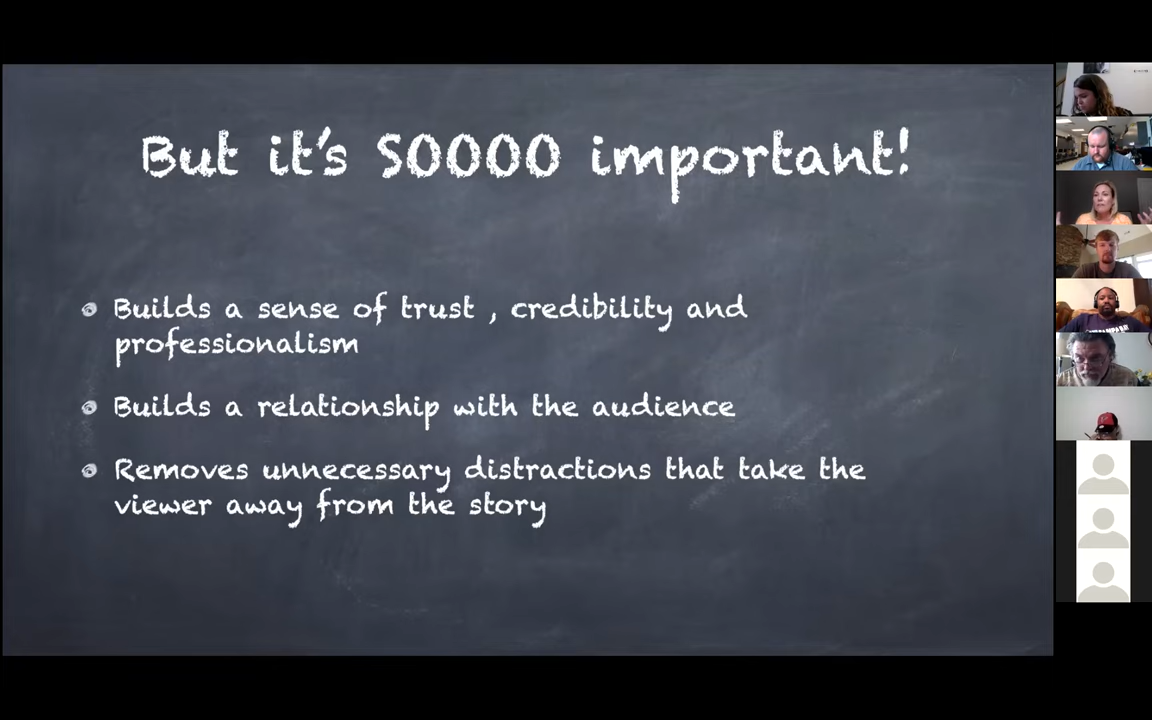 But it's SOOOO important!
Builds a sense of trust , credibility and
professionalism
Builds a relationship with the audience
Removes unnecessary distractions that take the
viewer away from the story